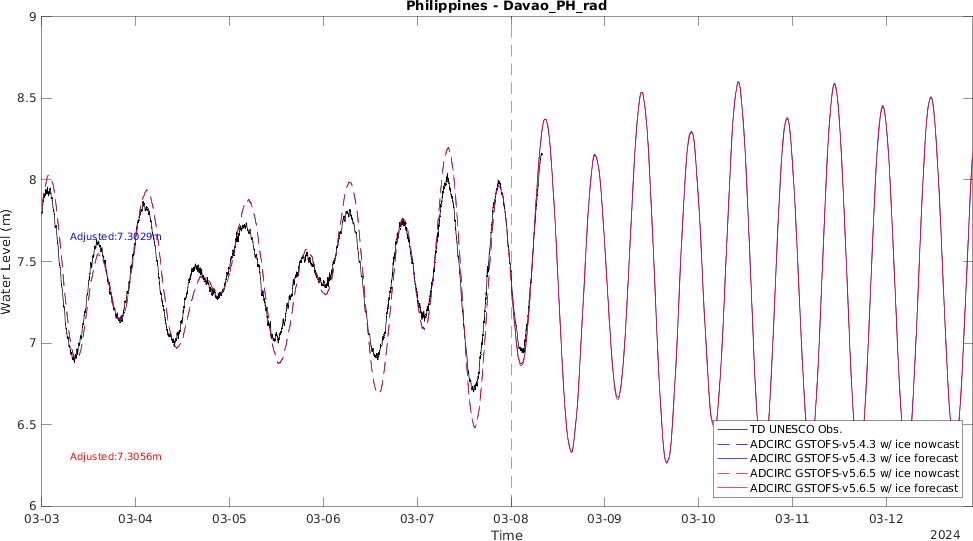 Philippines - Davao_PH_rad
Water Level (m)
9
8.5
8
7.5
7
6.5
6
Adjusted:7.3029m
Adjusted:7.3056m
TD UNESCO Obs.
ADCIRC GSTOFS-v5.4.3 w/ ice nowcast
ADCIRC GSTOFS-v5.4.3 w/ ice forecast
ADCIRC GSTOFS-v5.6.5 w/ ice nowcast
ADCIRC GSTOFS-v5.6.5 w/ ice forecast
03-03 03-04 03-05 03-06 03-07 03-08 03-09 03-10 03-11 03-12
Time
2024